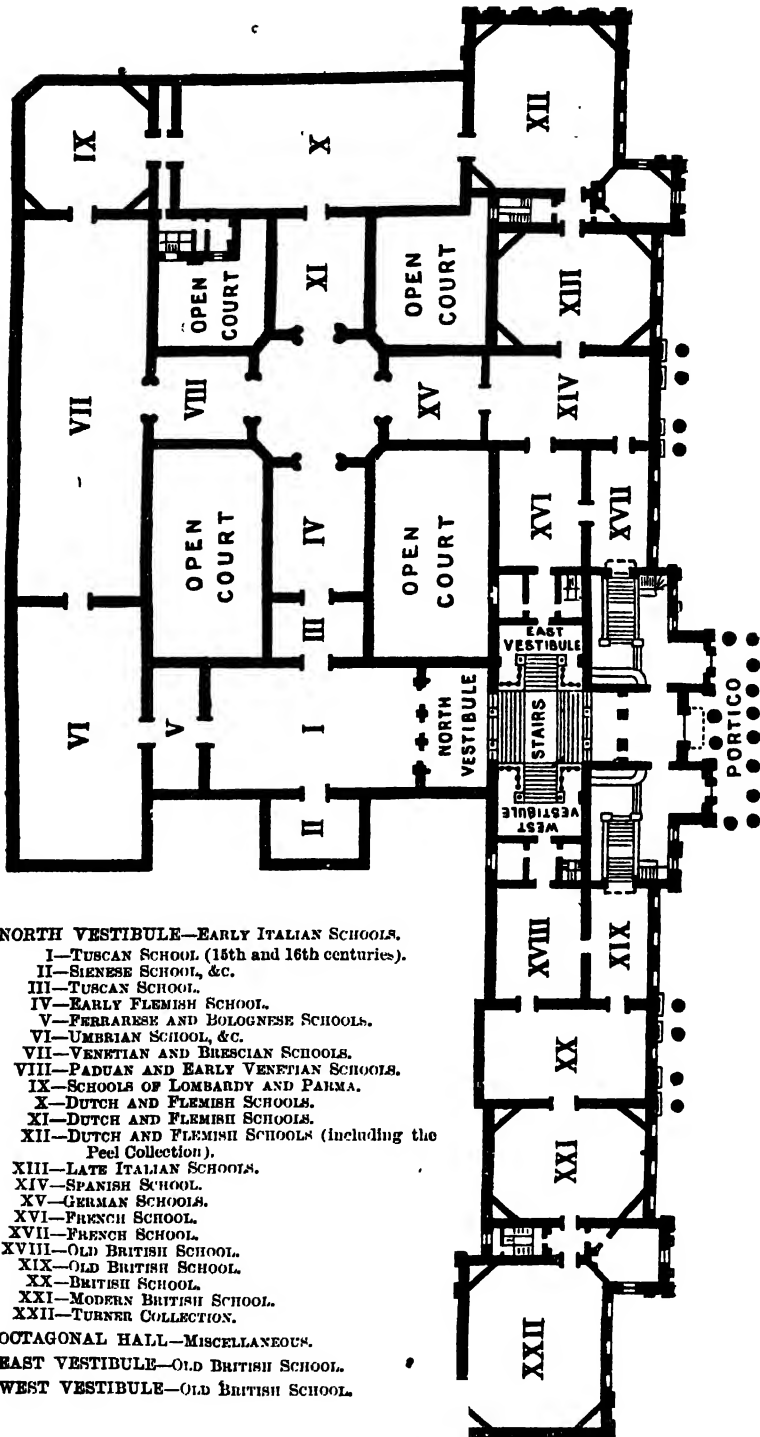 XII
IX
X
XI
OPEN
COURT
OPEN
COURT
XIII
VII
VIII
XV
XIV
OPEN
COURT
IV
OPEN
COURT
XVI
XVII
III
EAST
VESTIBULE
VI
V
I
NORTH
VESTIBULE
STAIRS
PORTICO
II
WEST
VESTIBULE
XVIII
XIX
XX
XXI
XXII
NORTH VESTIBULE—EARLY ITALIAN SCHOOLS.
I—TUSCAN SCHOOL (15th and 16th centuries).
II—SIENESE SCHOOL, &c.
III—TUSCAN SCHOOL.
IV—EARLY FLEMISH SCHOOL.
V—FERRARESE AND BOLOGNESE SCHOOLS.
VI—UMBRIAN SCHOOL, &c.
VII—VENETIAN AND BRESCIAN SCHOOLS.
VIII—PADUAN AND EARLY VENETIAN SCHOOLS.
IX—SCHOOLS OF LOMBARDY AND PARMA.
X—DUTCH AND FLEMISH SCHOOLS.
XI—DUTCH AND FLEMISH SCHOOLS.
XII—DUTCH AND FLEMISH SCHOOLS (including the
Peel Collection).
XIII—LATE ITALIAN SCHOOLS.
XIV—SPANISH SCHOOL.
XV—GERMAN SCHOOLS.
XVI—FRENCH SCHOOL.
XVII—FRENCH SCHOOL.
XVIII—OLD BRITISH SCHOOL.
XIX—OLD BRITISH SCHOOL.
XX—BRITISH SCHOOL.
XXI—MODERN BRITISH SCHOOL.
XXII—TURNER COLLECTION.
OCTAGONAL HALL—MISCELLANEOUS.
EAST VESTIBULE—OLD BRITISH SCHOOL.
WEST VESTIBULE—OLD BRITISH SCHOOL.